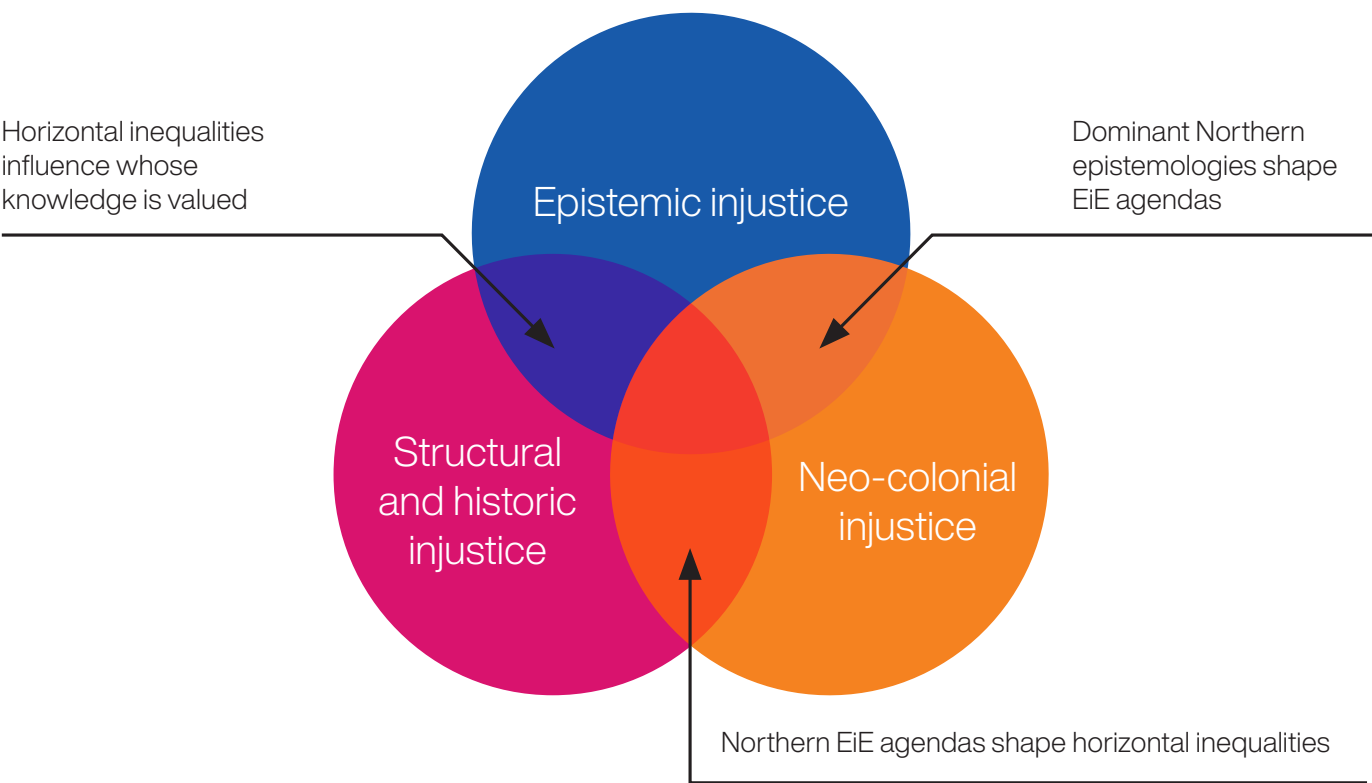 Horizontal inequalities
influence whose
knowledge is valued
Dominant Northern
epistemologies shape
EiE agendas
Epistemic injustice
Structural
and historic
injustice
Neo-colonial
injustice
Northern EiE agendas shape horizontal inequalities